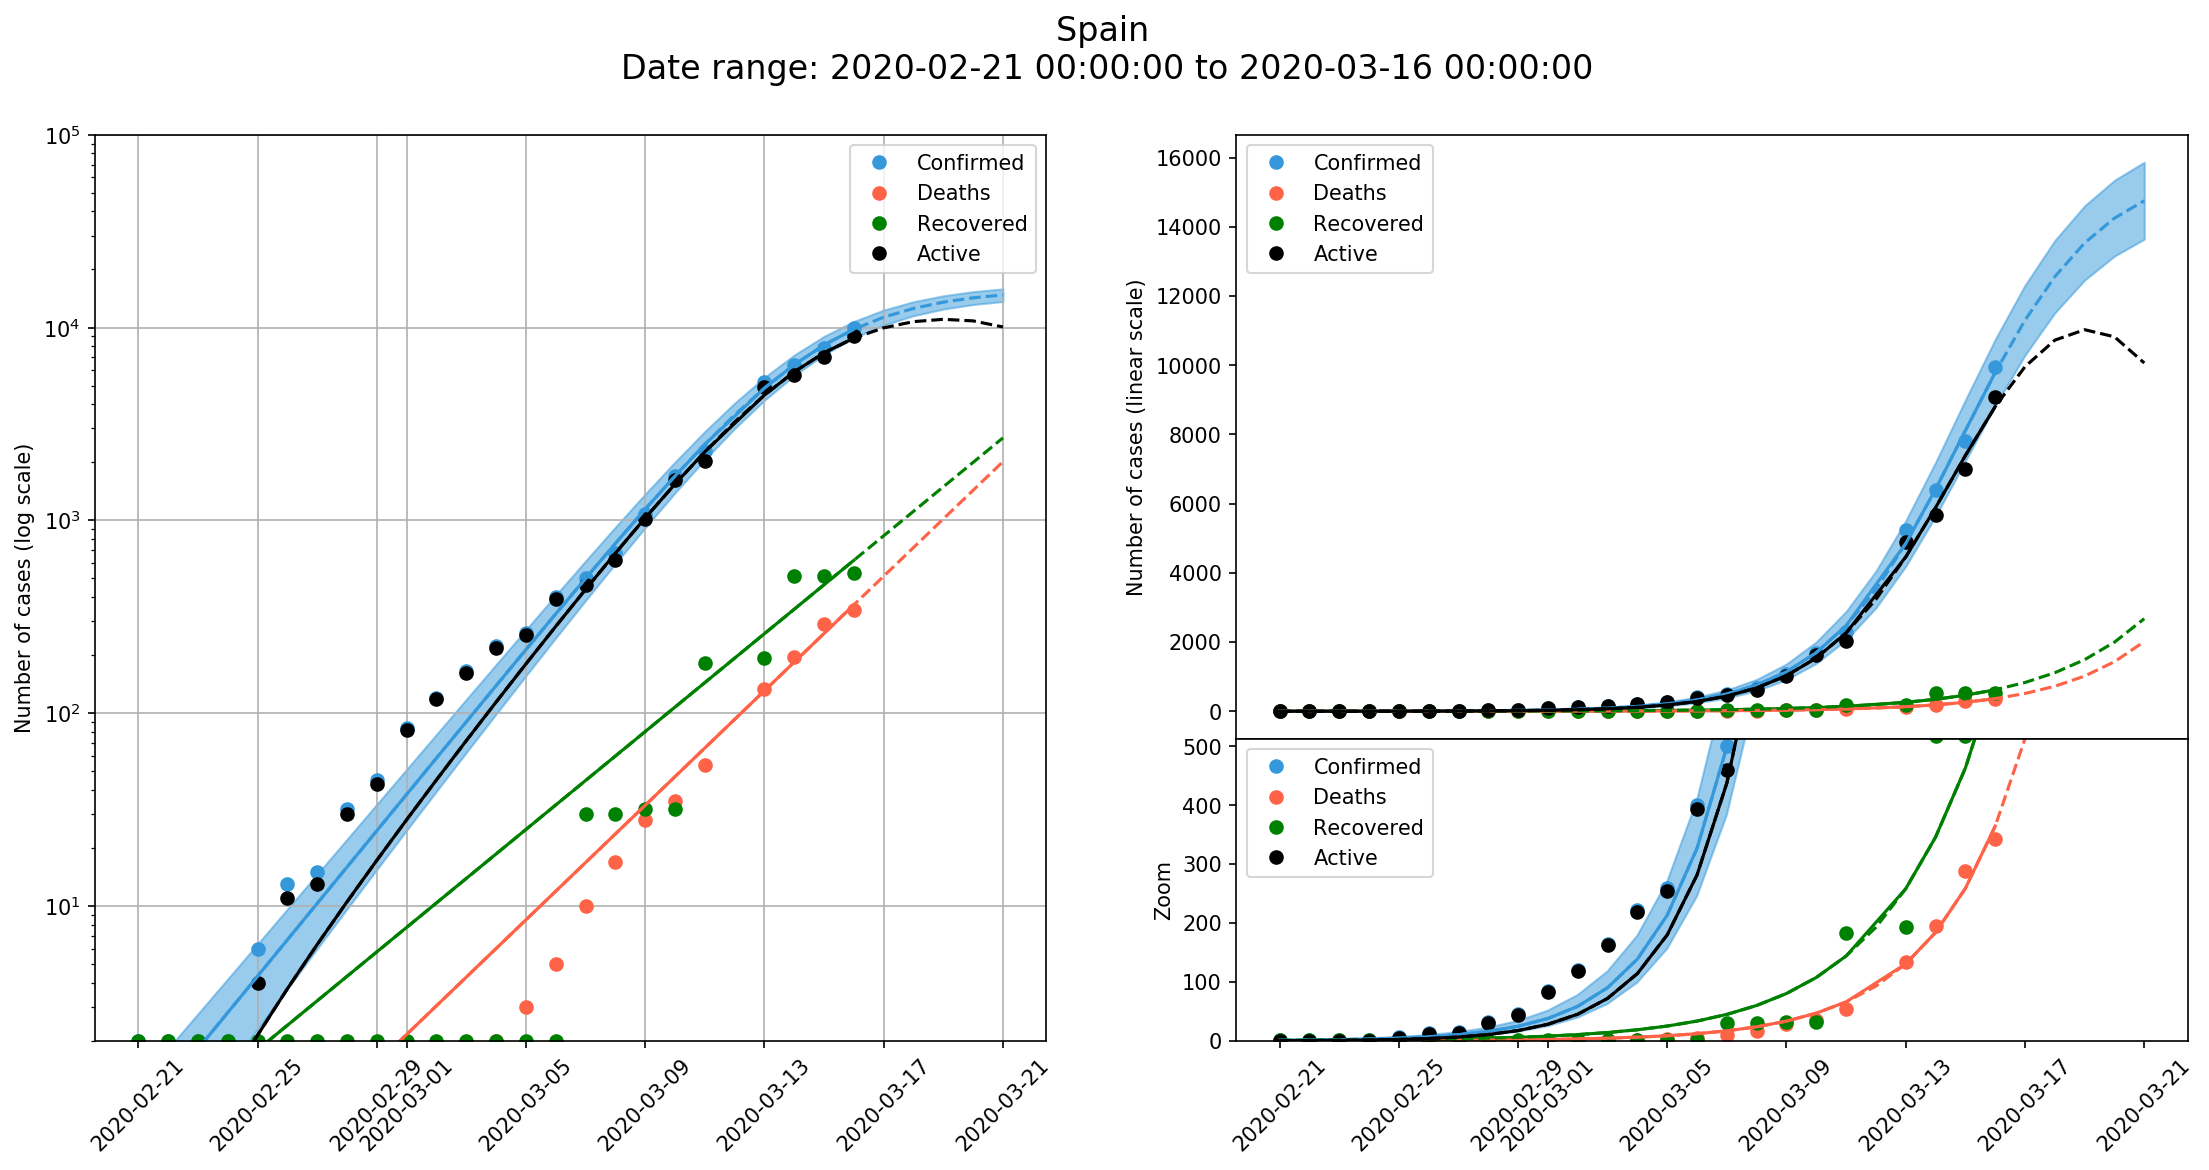 Spain
Date range: 2020-02-21 00:00:00 to 2020-03-16 00:00:00
Number of cases (log scale)
10^5
10^4
10^3
10^2
10^1
Confirmed
Deaths
Recovered
Active
2020-02-21
2020-02-25
2020-02-29
2020-03-01
2020-03-05
2020-03-09
2020-03-13
2020-03-17
2020-03-21
Number of cases (linear scale)
16000
14000
12000
10000
8000
6000
4000
2000
0
Confirmed
Deaths
Recovered
Active
Zoom
500
400
300
200
100
0
Confirmed
Deaths
Recovered
Active
2020-02-21
2020-02-25
2020-02-29
2020-03-01
2020-03-05
2020-03-09
2020-03-13
2020-03-17
2020-03-21